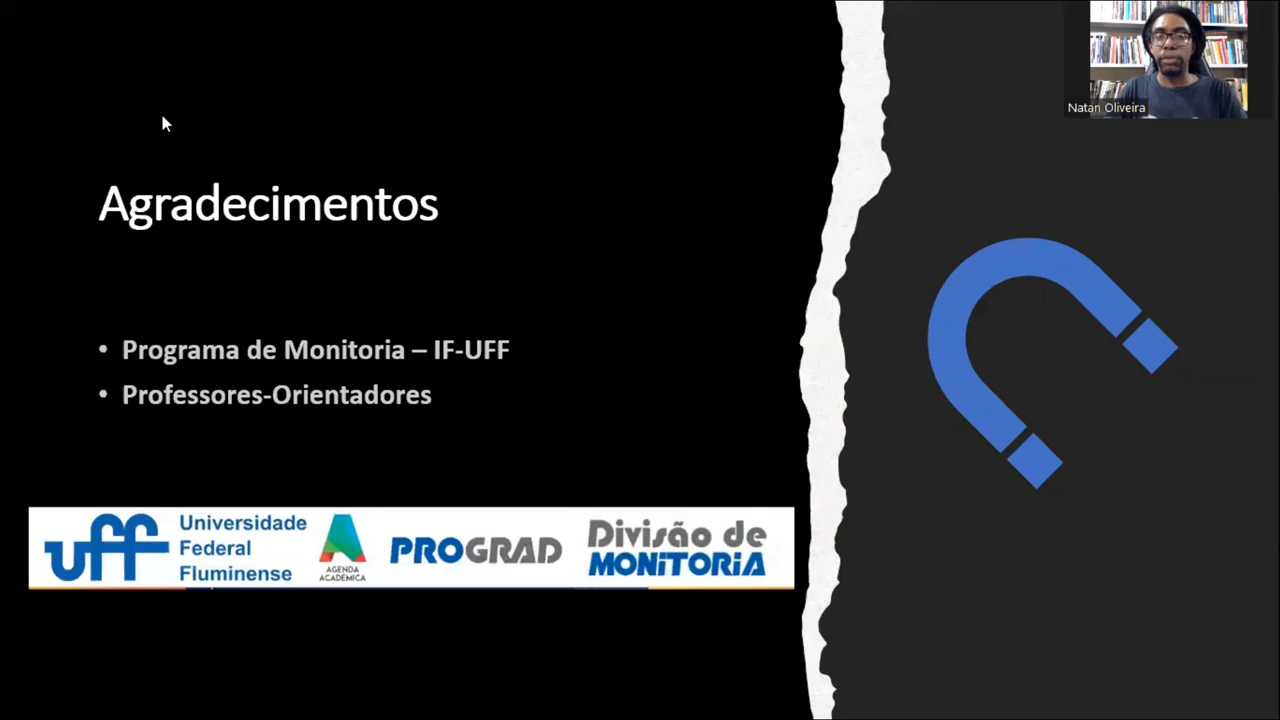 Natan Oliveira
Agradecimentos
• Programa de Monitoria – IF-UFF
• Professores-Orientadores
uff
Universidade
Federal
Fluminense
AGENDA
ACADÊMICA
PROGRAD
Divisão de
MONITORIA